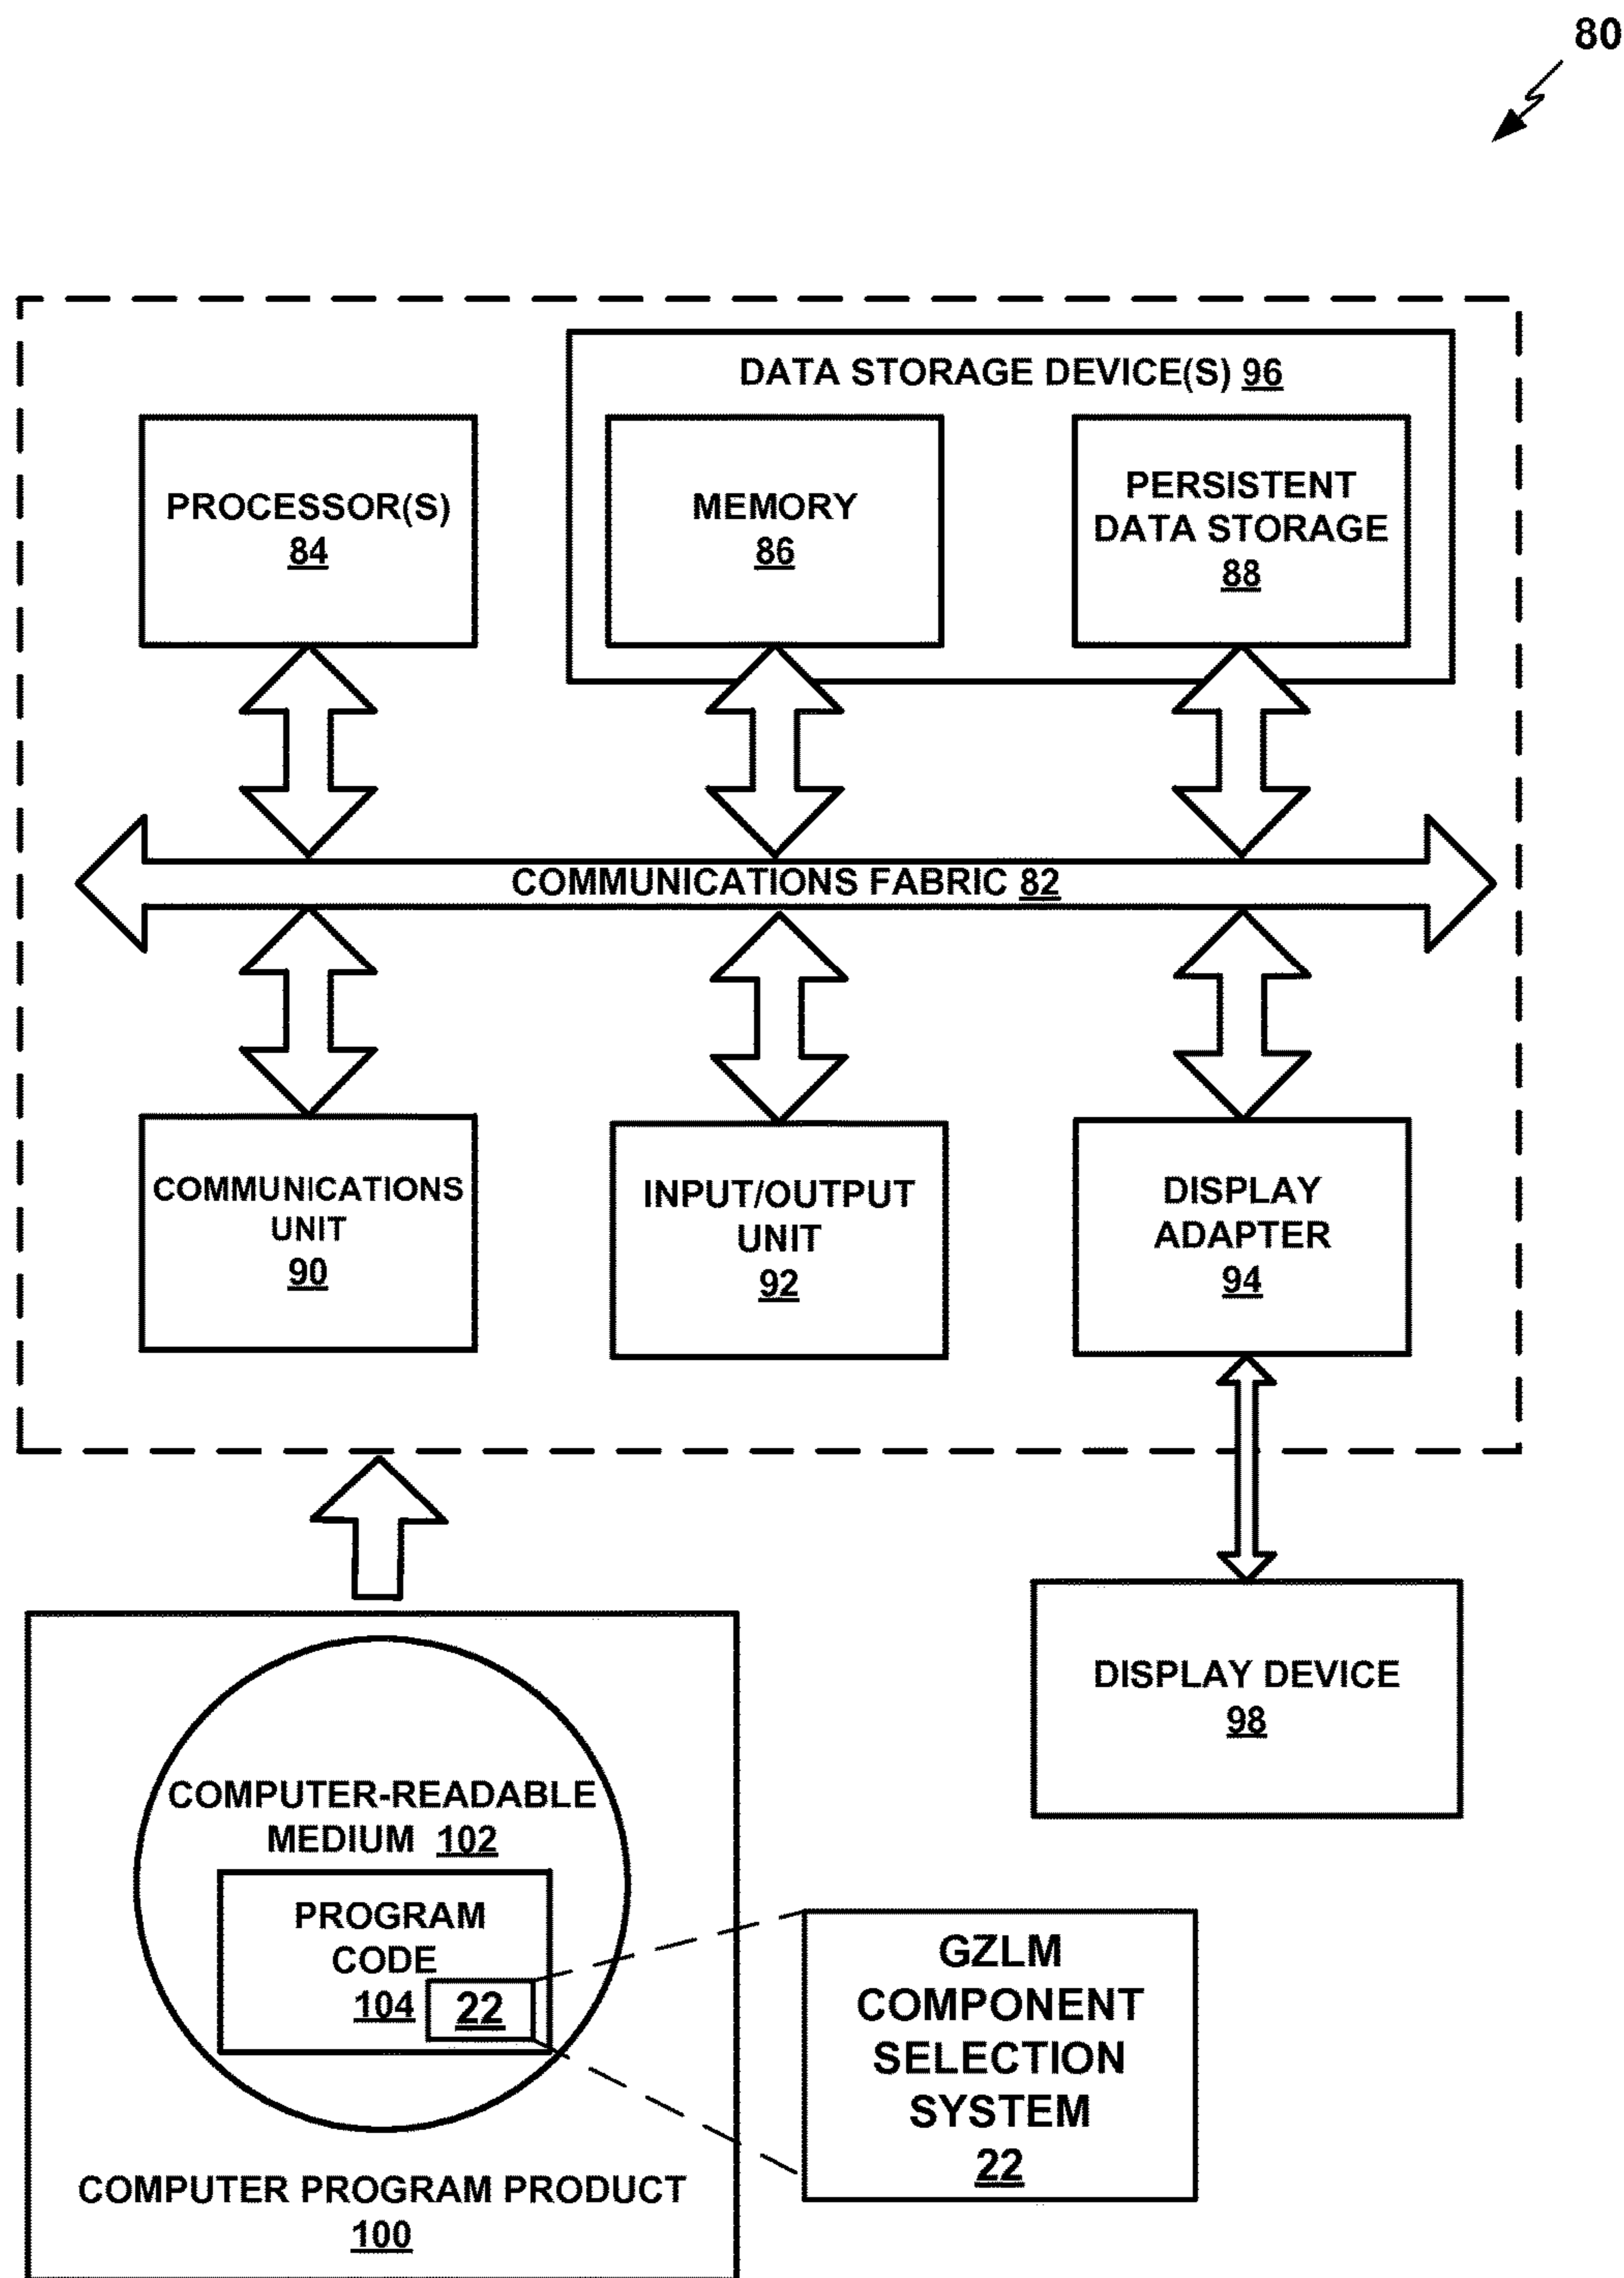 80
DATA STORAGE DEVICE(S) 96
PROCESSOR(S)
84
MEMORY
86
PERSISTENT
DATA STORAGE
88
COMMUNICATIONS FABRIC 82
COMMUNICATIONS
UNIT
90
INPUT/OUTPUT
UNIT
92
DISPLAY
ADAPTER
94
DISPLAY DEVICE
98
COMPUTER-READABLE
MEDIUM 102
PROGRAM
CODE
104
22
GZLM
COMPONENT
SELECTION
SYSTEM
22
COMPUTER PROGRAM PRODUCT
100